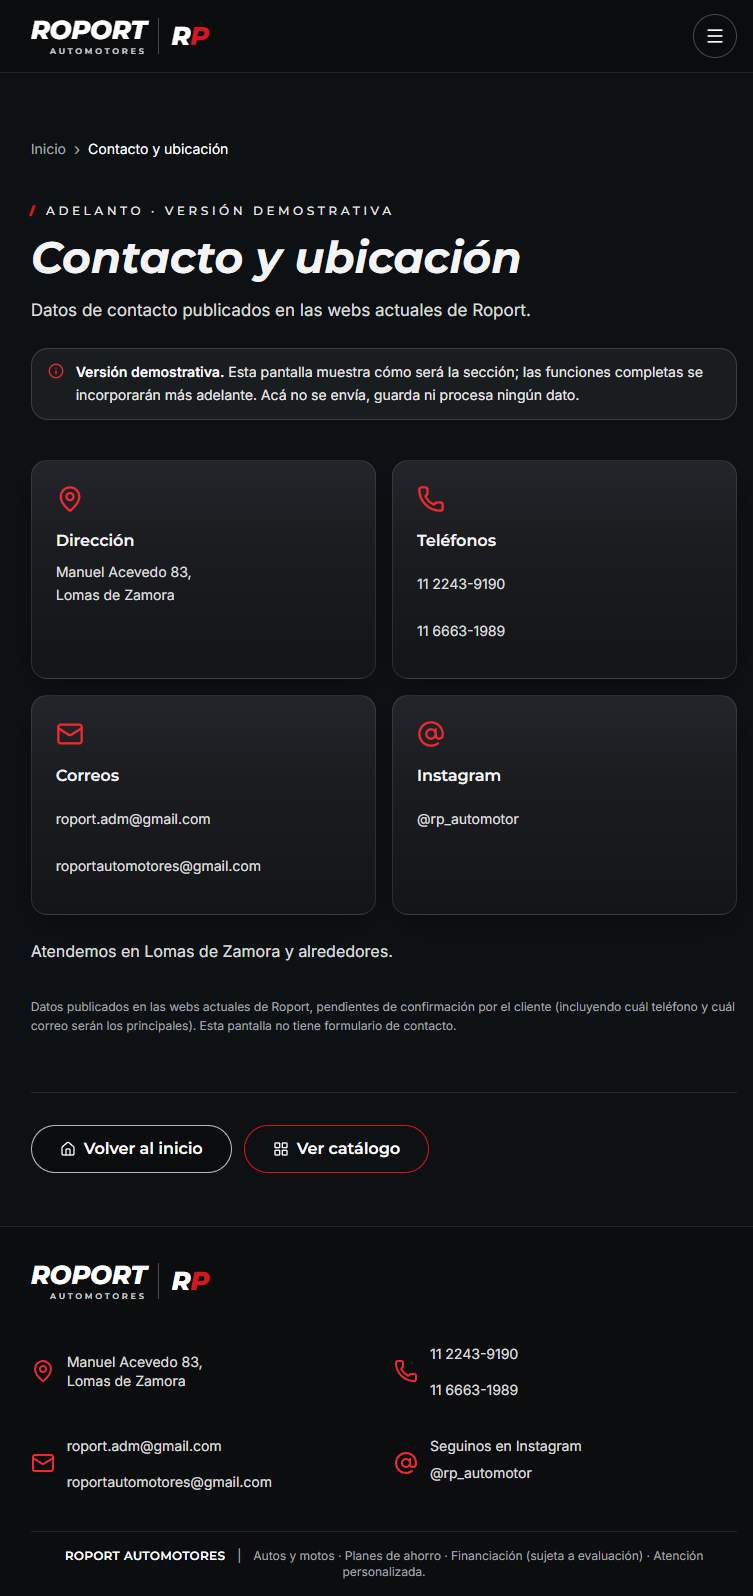 ROPORT
AUTOMOTORES
RP
Inicio › Contacto y ubicación
/ ADELANTO · VERSIÓN DEMOSTRATIVA
Contacto y ubicación
Datos de contacto publicados en las webs actuales de Roport.
Versión demostrativa. Esta pantalla muestra cómo será la sección; las funciones completas se
incorporarán más adelante. Acá no se envía, guarda ni procesa ningún dato.
Dirección
Manuel Acevedo 83,
Lomas de Zamora
Teléfonos
11 2243-9190
11 6663-1989
Correos
roport.adm@gmail.com
roportautomotores@gmail.com
Instagram
@rp_automotor
Atendemos en Lomas de Zamora y alrededores.
Datos publicados en las webs actuales de Roport, pendientes de confirmación por el cliente (incluyendo cuál teléfono y cuál
correo serán los principales). Esta pantalla no tiene formulario de contacto.
Volver al inicio
Ver catálogo
ROPORT
AUTOMOTORES
RP
Manuel Acevedo 83,
Lomas de Zamora
11 2243-9190
11 6663-1989
roport.adm@gmail.com
roportautomotores@gmail.com
Seguinos en Instagram
@rp_automotor
ROPORT AUTOMOTORES | Autos y motos · Planes de ahorro · Financiación (sujeta a evaluación) · Atención
personalizada.